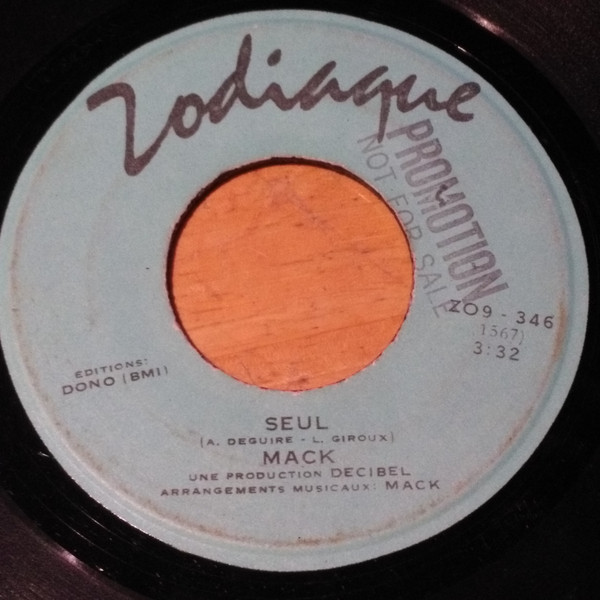 Zodiaque
PROMOTION
NOT FOR SALE
ZO9 - 346
(1367)
3:32
EDITIONS:
DONO (BMI)
SEUL
(A. DEGUIRE - L. GIROUX)
MACK
UNE PRODUCTION DECIBEL
ARRANGEMENTS MUSICAUX: MACK